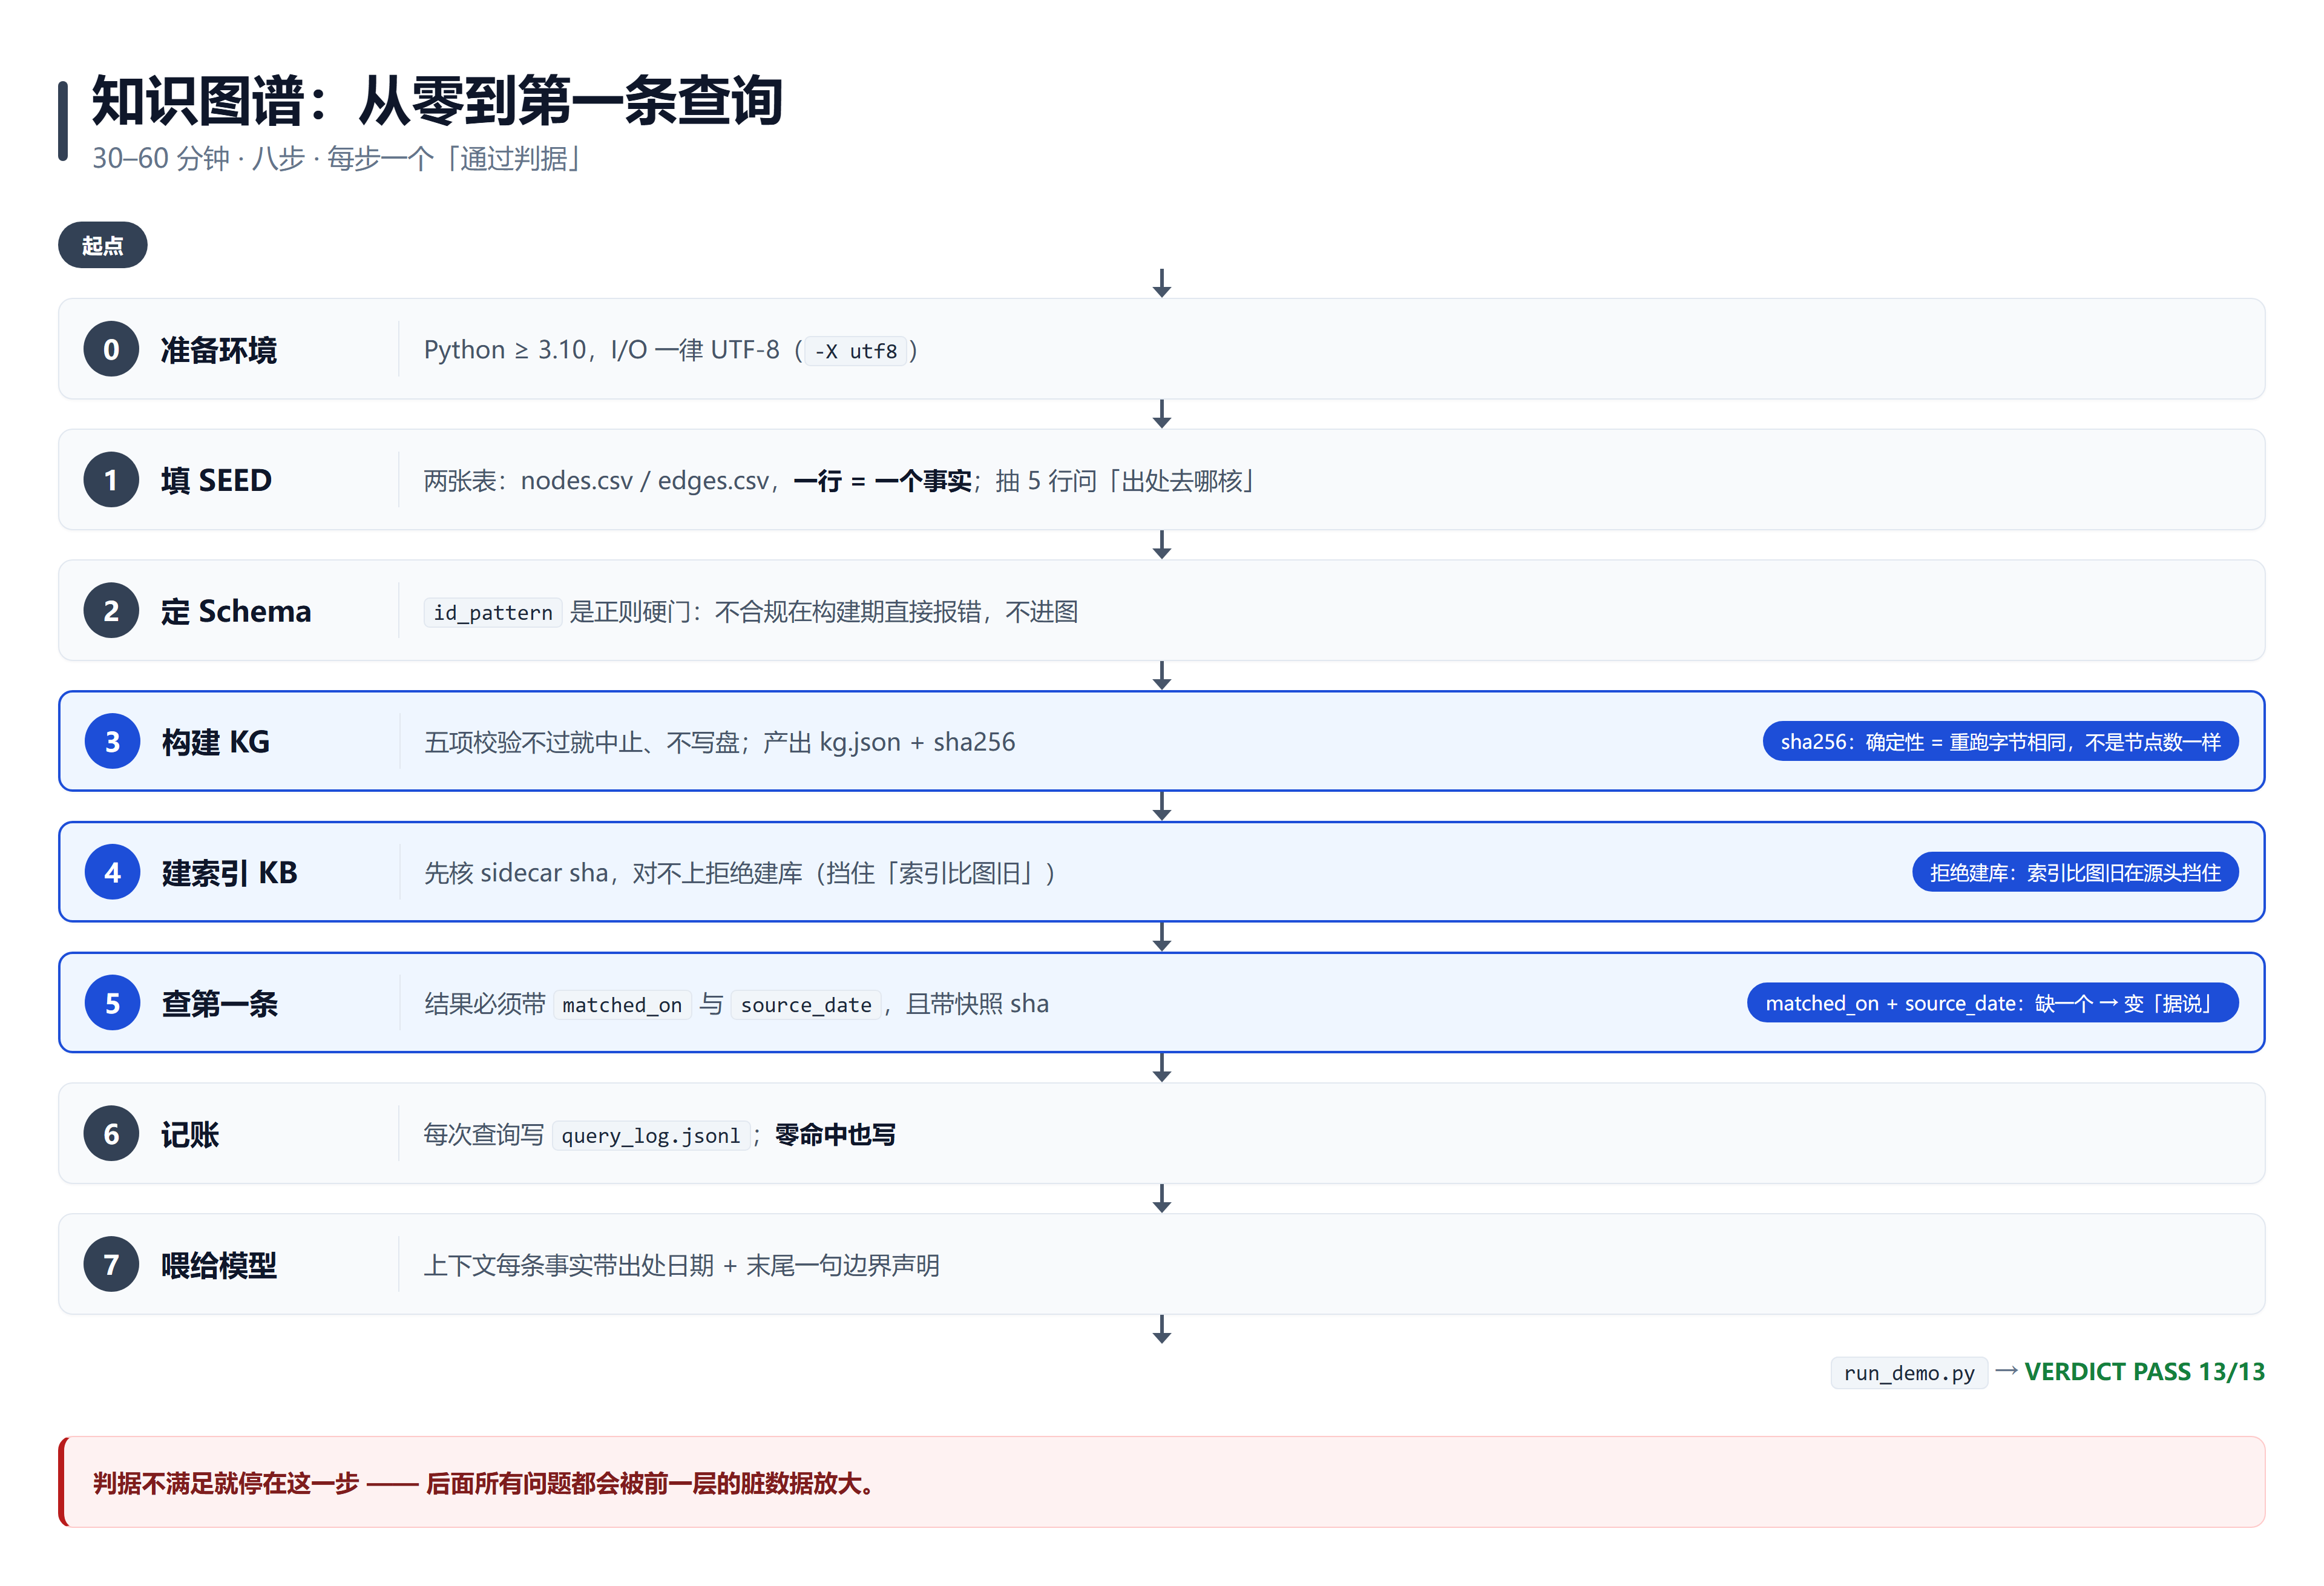 知识图谱：从零到第一条查询
30–60 分钟 · 八步 · 每步一个「通过判据」
起点
0 准备环境 Python ≥ 3.10，I/O 一律 UTF-8（-X utf8）
1 填 SEED 两张表：nodes.csv / edges.csv，一行 = 一个事实；抽 5 行问「出处去哪核」
2 定 Schema id_pattern 是正则硬门：不合规在构建期直接报错，不进图
3 构建 KG 五项校验不过就中止、不写盘；产出 kg.json + sha256 sha256：确定性 = 重跑字节相同，不是节点数一样
4 建索引 KB 先核 sidecar sha，对不上拒绝建库（挡住「索引比图旧」） 拒绝建库：索引比图旧在源头挡住
5 查第一条 结果必须带 matched_on 与 source_date，且带快照 sha matched_on + source_date：缺一个 → 变「据说」
6 记账 每次查询写 query_log.jsonl；零命中也写
7 喂给模型 上下文每条事实带出处日期 + 末尾一句边界声明
run_demo.py → VERDICT PASS 13/13
判据不满足就停在这一步 —— 后面所有问题都会被前一层的脏数据放大。